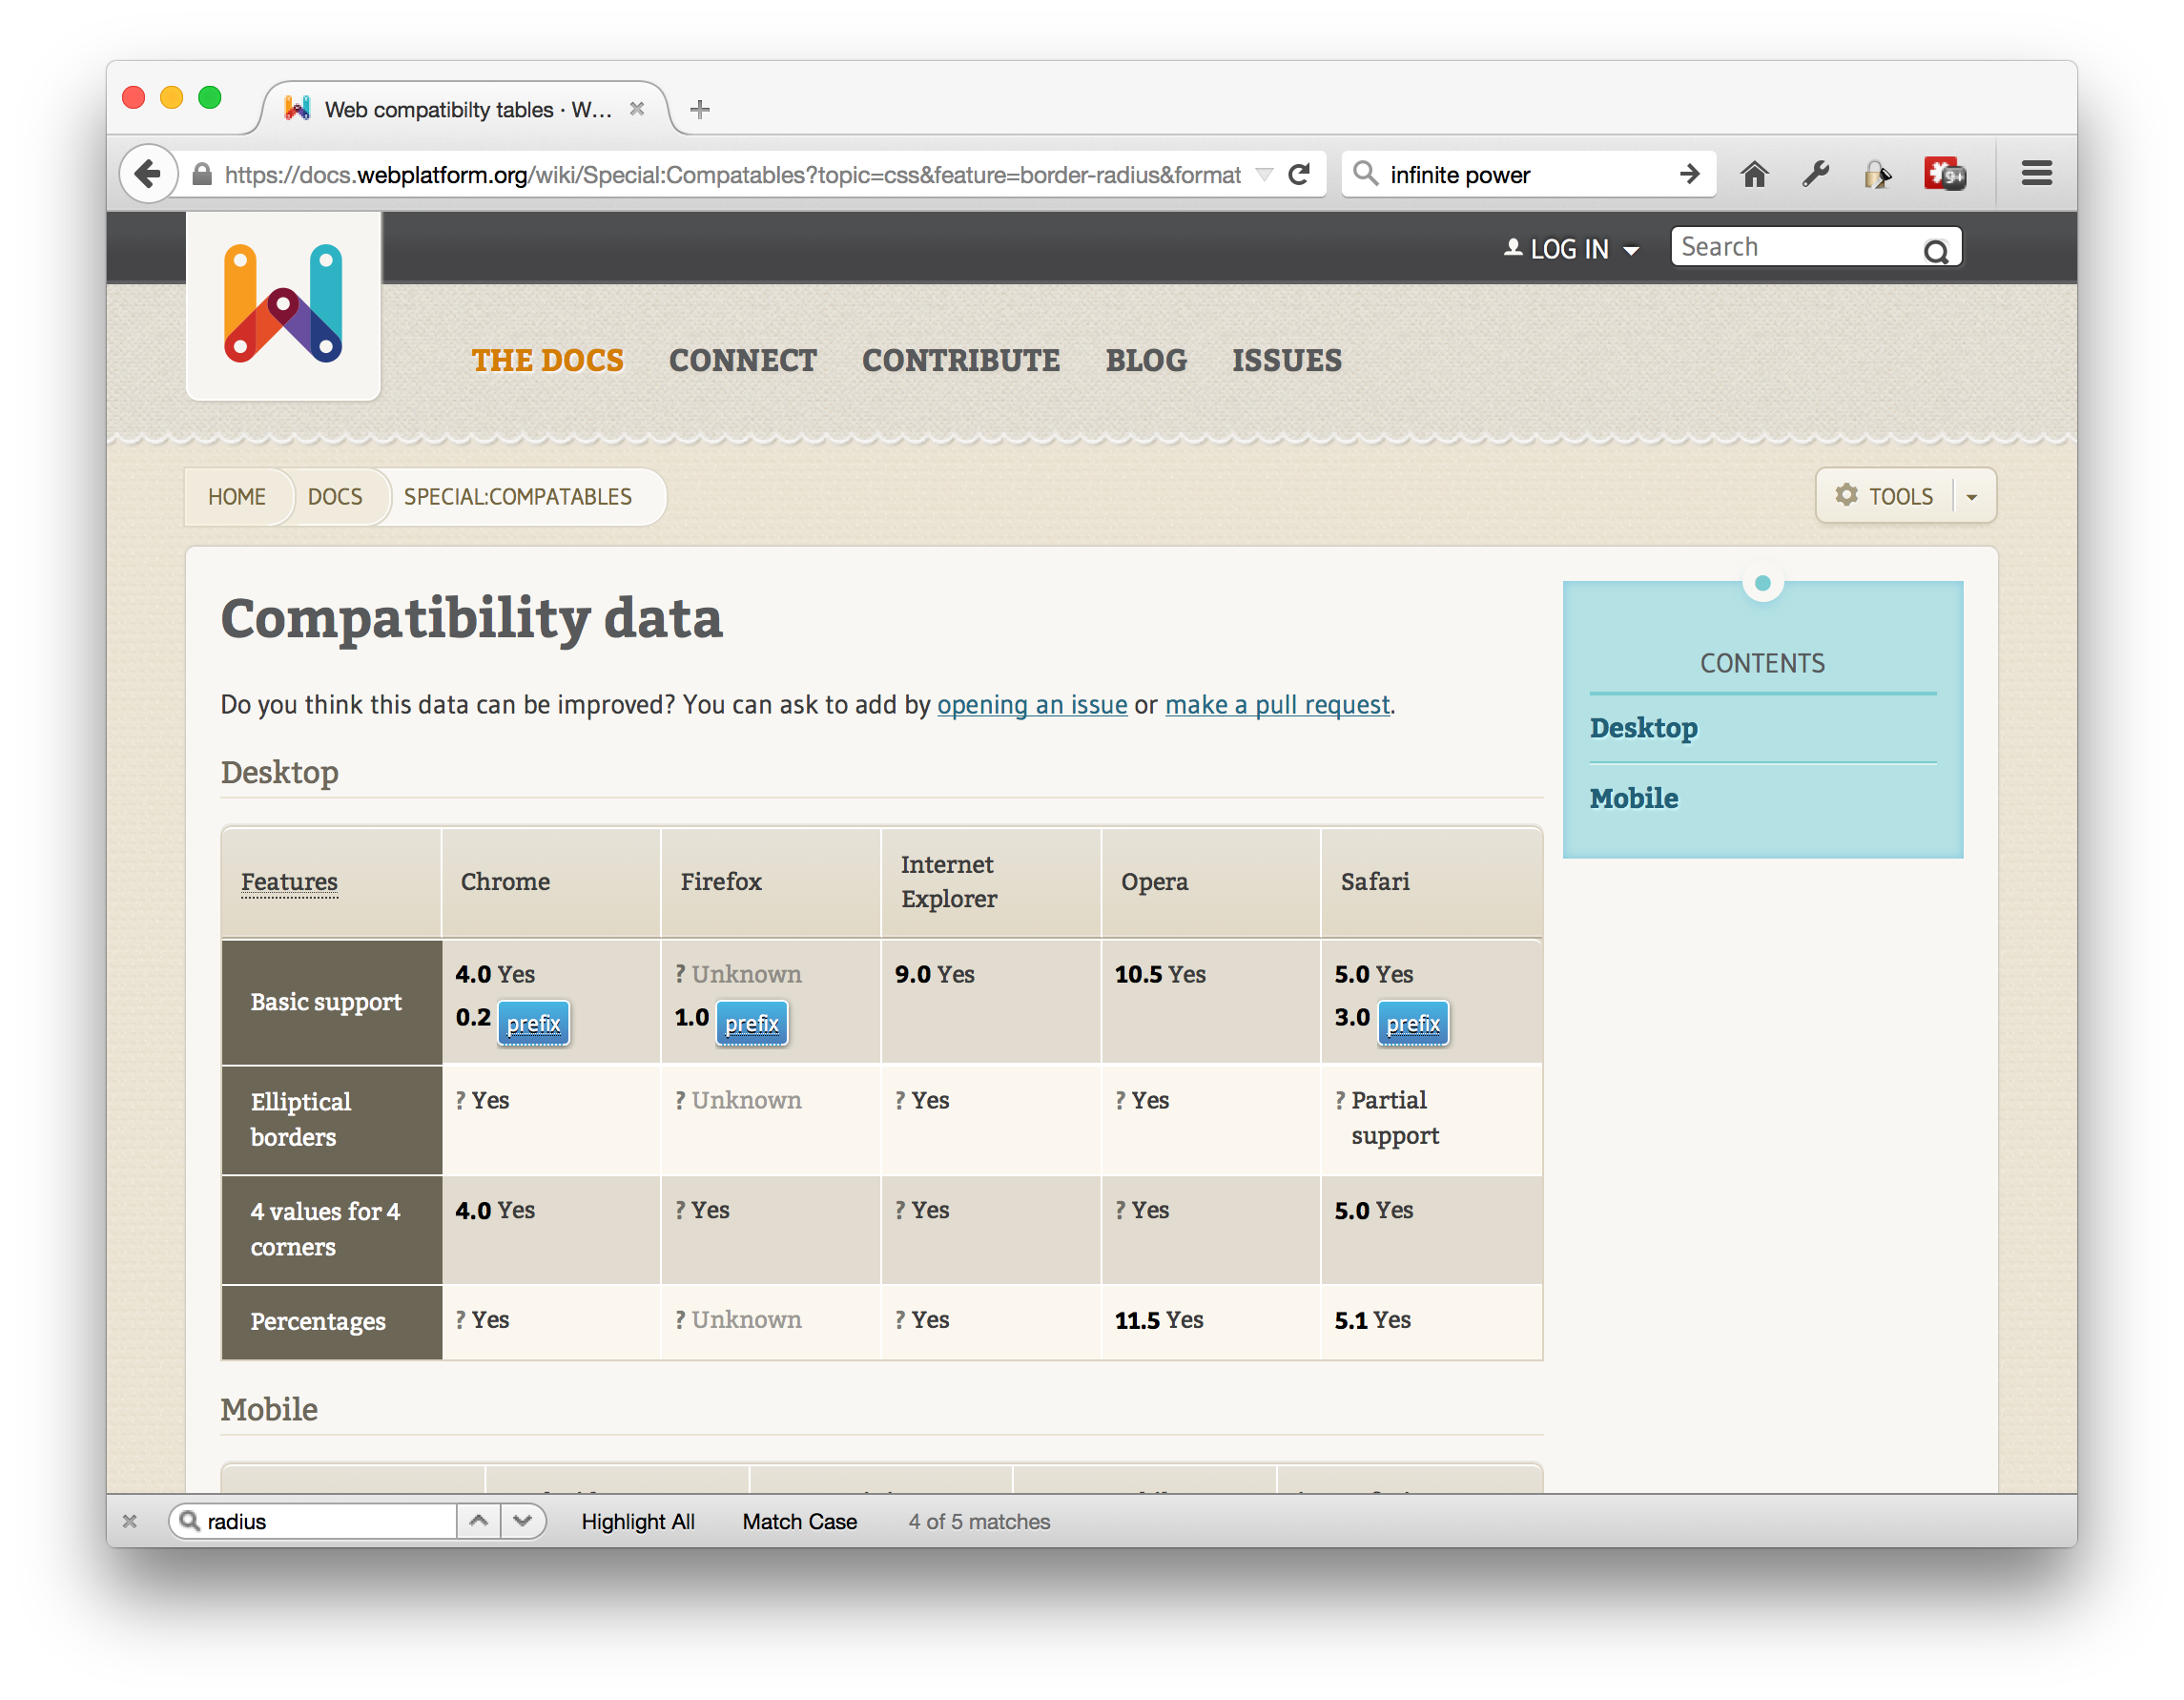 Web compatibilty tables · W...
https://docs.webplatform.org/wiki/Special:Compatables?topic=css&feature=border-radius&format
infinite power
9+
LOG IN
Search
THE DOCS CONNECT CONTRIBUTE BLOG ISSUES
HOME DOCS SPECIAL:COMPATABLES
TOOLS
Compatibility data
Do you think this data can be improved? You can ask to add by opening an issue or make a pull request.
CONTENTS
Desktop
Mobile
Desktop
Features Chrome Firefox Internet Explorer Opera Safari
Basic support
4.0 Yes ? Unknown 9.0 Yes 10.5 Yes 5.0 Yes
0.2 prefix 1.0 prefix 3.0 prefix
Elliptical borders
? Yes ? Unknown ? Yes ? Yes ? Partial support
4 values for 4 corners
4.0 Yes ? Yes ? Yes ? Yes 5.0 Yes
Percentages ? Yes ? Unknown ? Yes 11.5 Yes 5.1 Yes
Mobile
radius Highlight All Match Case 4 of 5 matches